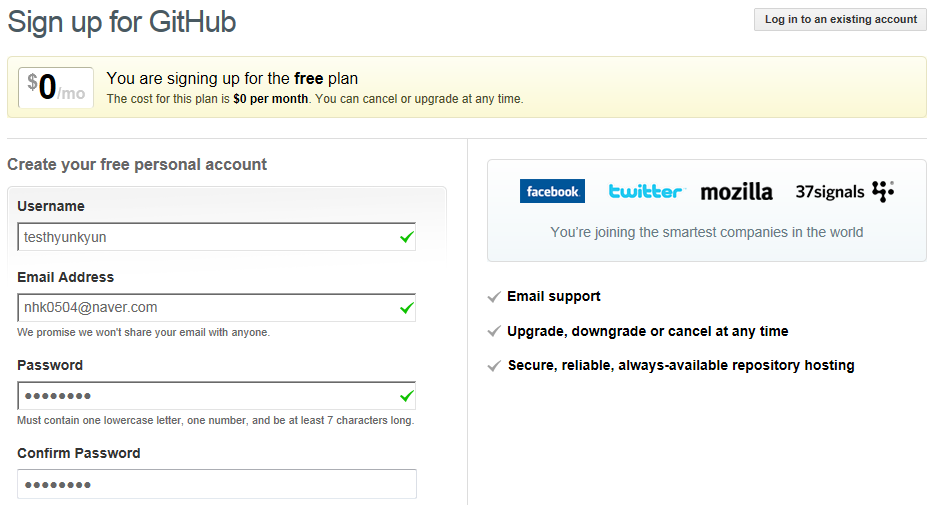 Sign up for GitHub
Log in to an existing account
$0/mo
You are signing up for the free plan
The cost for this plan is $0 per month. You can cancel or upgrade at any time.
Create your free personal account
Username
testhyunkyun
Email Address
nhk0504@naver.com
We promise we won't share your email with anyone.
Password
●●●●●●●●
Must contain one lowercase letter, one number, and be at least 7 characters long.
Confirm Password
●●●●●●●●
facebook twitter mozilla 37signals
You’re joining the smartest companies in the world
Email support
Upgrade, downgrade or cancel at any time
Secure, reliable, always-available repository hosting